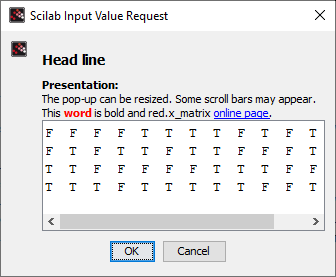 Scilab Input Value Request
Head line
Presentation:
The pop-up can be resized. Some scroll bars may appear.
This word is bold and red.x_matrix online page.
F F F F T T T T F T
F T F F T T F F F T
T T F F T T T T F F
T T T F T T T F F T
OK Cancel